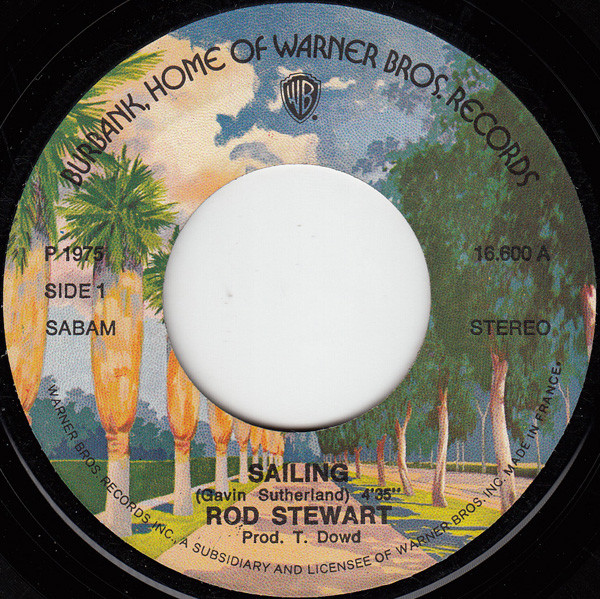 BURBANK, HOME OF WARNER BROS. RECORDS
WB
P 1975
SIDE 1
SABAM
16.600 A
STEREO
SAILING
(Gavin Sutherland) 4'35"
ROD STEWART
Prod. T. Dowd
WARNER BROS. RECORDS INC., A SUBSIDIARY AND LICENSEE OF WARNER BROS. INC. MADE IN FRANCE.